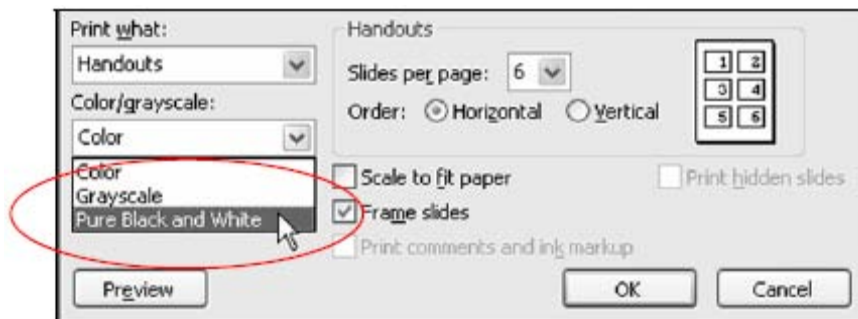 Print what:
Handouts
Handouts
Slides per page: 6
Color/grayscale:
Order: Horizontal Vertical
Color
1 2
3 4
5 6
Color
Grayscale
Pure Black and White
Scale to fit paper
Print hidden slides
Frame slides
Print comments and ink markup
Preview
OK
Cancel